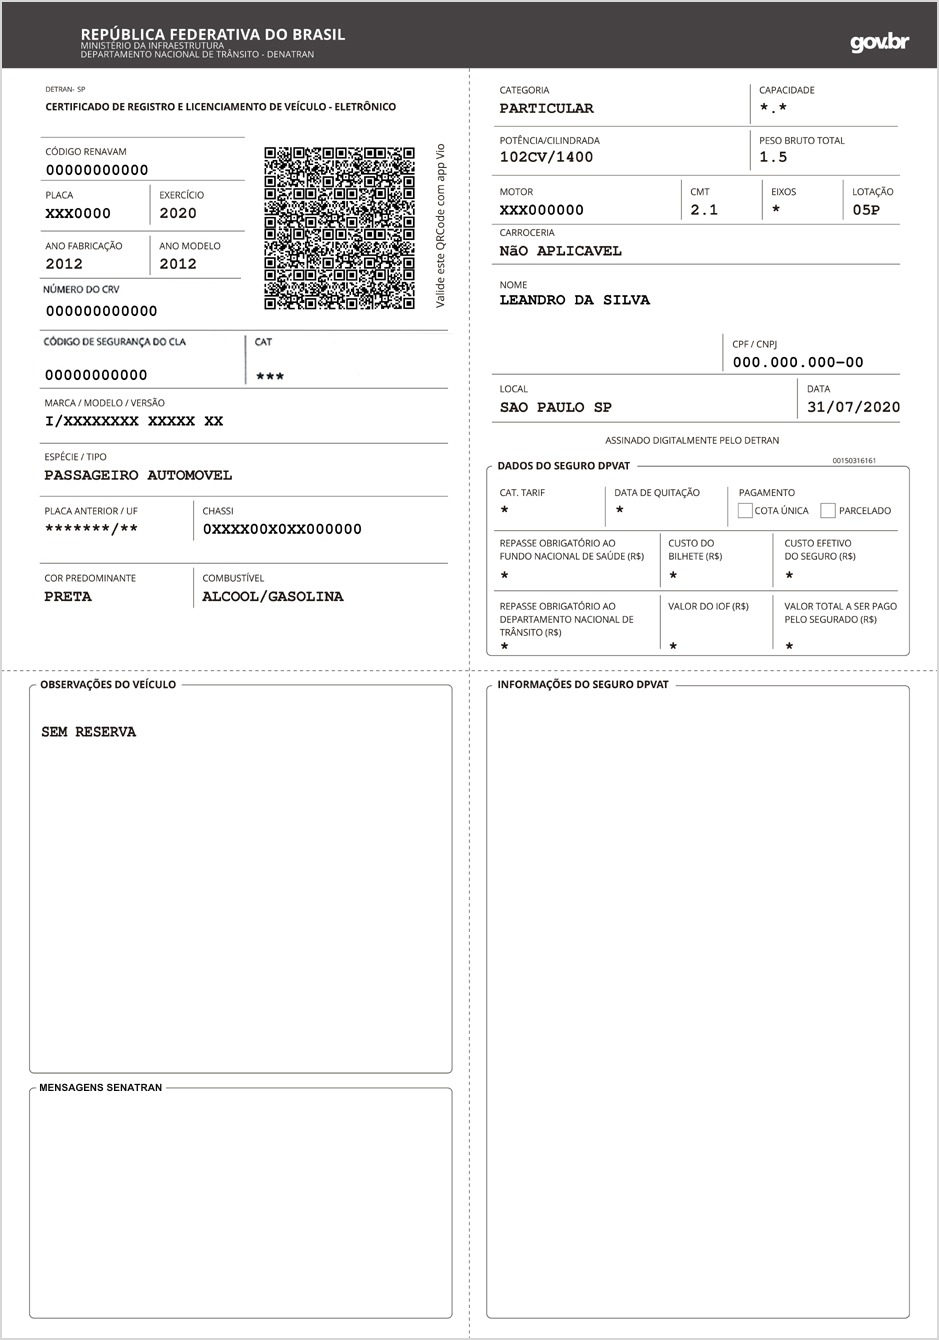 REPÚBLICA FEDERATIVA DO BRASIL
MINISTÉRIO DA INFRAESTRUTURA
DEPARTAMENTO NACIONAL DE TRÂNSITO - DENATRAN
gov.br
DETRAN- SP
CERTIFICADO DE REGISTRO E LICENCIAMENTO DE VEÍCULO - ELETRÔNICO
CÓDIGO RENAVAM
00000000000
PLACA EXERCÍCIO
XXX0000 2020
ANO FABRICAÇÃO ANO MODELO
2012 2012
NÚMERO DO CRV
000000000000
Valide este QRCode com app Vio
CÓDIGO DE SEGURANÇA DO CLA CAT
00000000000 ***
MARCA / MODELO / VERSÃO
I/XXXXXXXX XXXXX XX
ESPÉCIE / TIPO
PASSAGEIRO AUTOMOVEL
PLACA ANTERIOR / UF CHASSI
*******/** 0XXXX00X0XX000000
COR PREDOMINANTE COMBUSTÍVEL
PRETA ALCOOL/GASOLINA
CATEGORIA CAPACIDADE
PARTICULAR *.*
POTÊNCIA/CILINDRADA PESO BRUTO TOTAL
102CV/1400 1.5
MOTOR CMT EIXOS LOTAÇÃO
XXX000000 2.1 * 05P
CARROCERIA
NãO APLICAVEL
NOME
LEANDRO DA SILVA
CPF / CNPJ
000.000.000-00
LOCAL DATA
SAO PAULO SP 31/07/2020
ASSINADO DIGITALMENTE PELO DETRAN
00150316161
DADOS DO SEGURO DPVAT
CAT. TARIF DATA DE QUITAÇÃO PAGAMENTO
* * COTA ÚNICA PARCELADO
REPASSE OBRIGATÓRIO AO CUSTO DO CUSTO EFETIVO
FUNDO NACIONAL DE SAÚDE (R$) BILHETE (R$) DO SEGURO (R$)
* * *
REPASSE OBRIGATÓRIO AO VALOR DO IOF (R$) VALOR TOTAL A SER PAGO
DEPARTAMENTO NACIONAL DE PELO SEGURADO (R$)
TRÂNSITO (R$)
* * *
OBSERVAÇÕES DO VEÍCULO
SEM RESERVA
MENSAGENS SENATRAN
INFORMAÇÕES DO SEGURO DPVAT